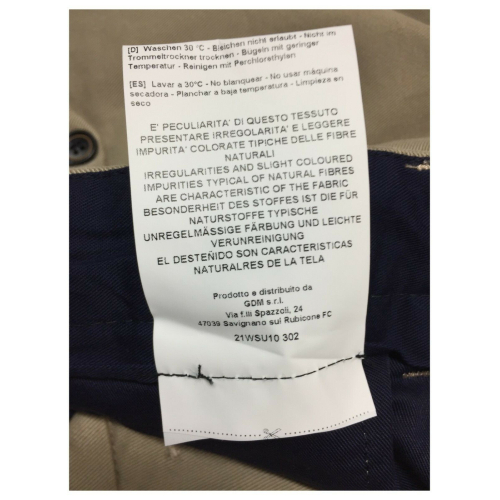 [D] Waschen 30 °C - Bleichen nicht erlaubt - Nicht im
Trommeltrockner trocknen - Bügeln mit geringer
Temperatur - Reinigen mit Perchlorethylen
[ES] Lavar a 30°C - No blanquear - No usar máquina
secadora - Planchar a baje temperatura - Limpieza en
seco
E' PECULIARITA' DI QUESTO TESSUTO
PRESENTARE IRREGOLARITA' E LEGGERE
IMPURITA' COLORATE TIPICHE DELLE FIBRE
NATURALI
IRREGULARITIES AND SLIGHT COLOURED
IMPURITIES TYPICAL OF NATURAL FIBRES
ARE CHARACTERISTIC OF THE FABRIC
BESONDERHEIT DES STOFFES IST DIE FÜR
NATURSTOFFE TYPISCHE
UNREGELMÄSSIGE FÄRBUNG UND LEICHTE
VERUNREINIGUNG
EL DESTEÑIDO SON CARACTERISTICAS
NATURALRES DE LA TELA
Prodotto e distribuito da
GDM s.r.l.
Via f.lli Spazzoli, 24
47039 Savignano sul Rubicone FC
21WSU10 302